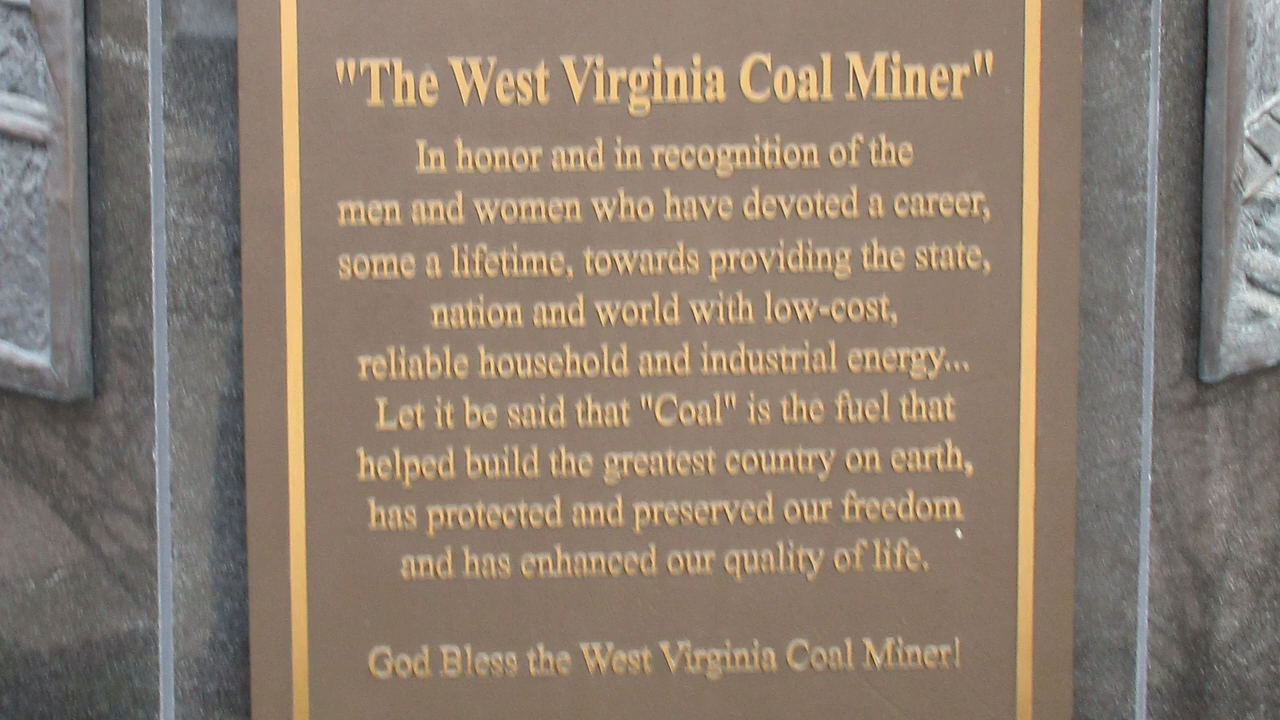 "The West Virginia Coal Miner"
In honor and in recognition of the
men and women who have devoted a career,
some a lifetime, towards providing the state,
nation and world with low-cost,
reliable household and industrial energy...
Let it be said that "Coal" is the fuel that
helped build the greatest country on earth,
has protected and preserved our freedom
and has enhanced our quality of life.
God Bless the West Virginia Coal Miner!